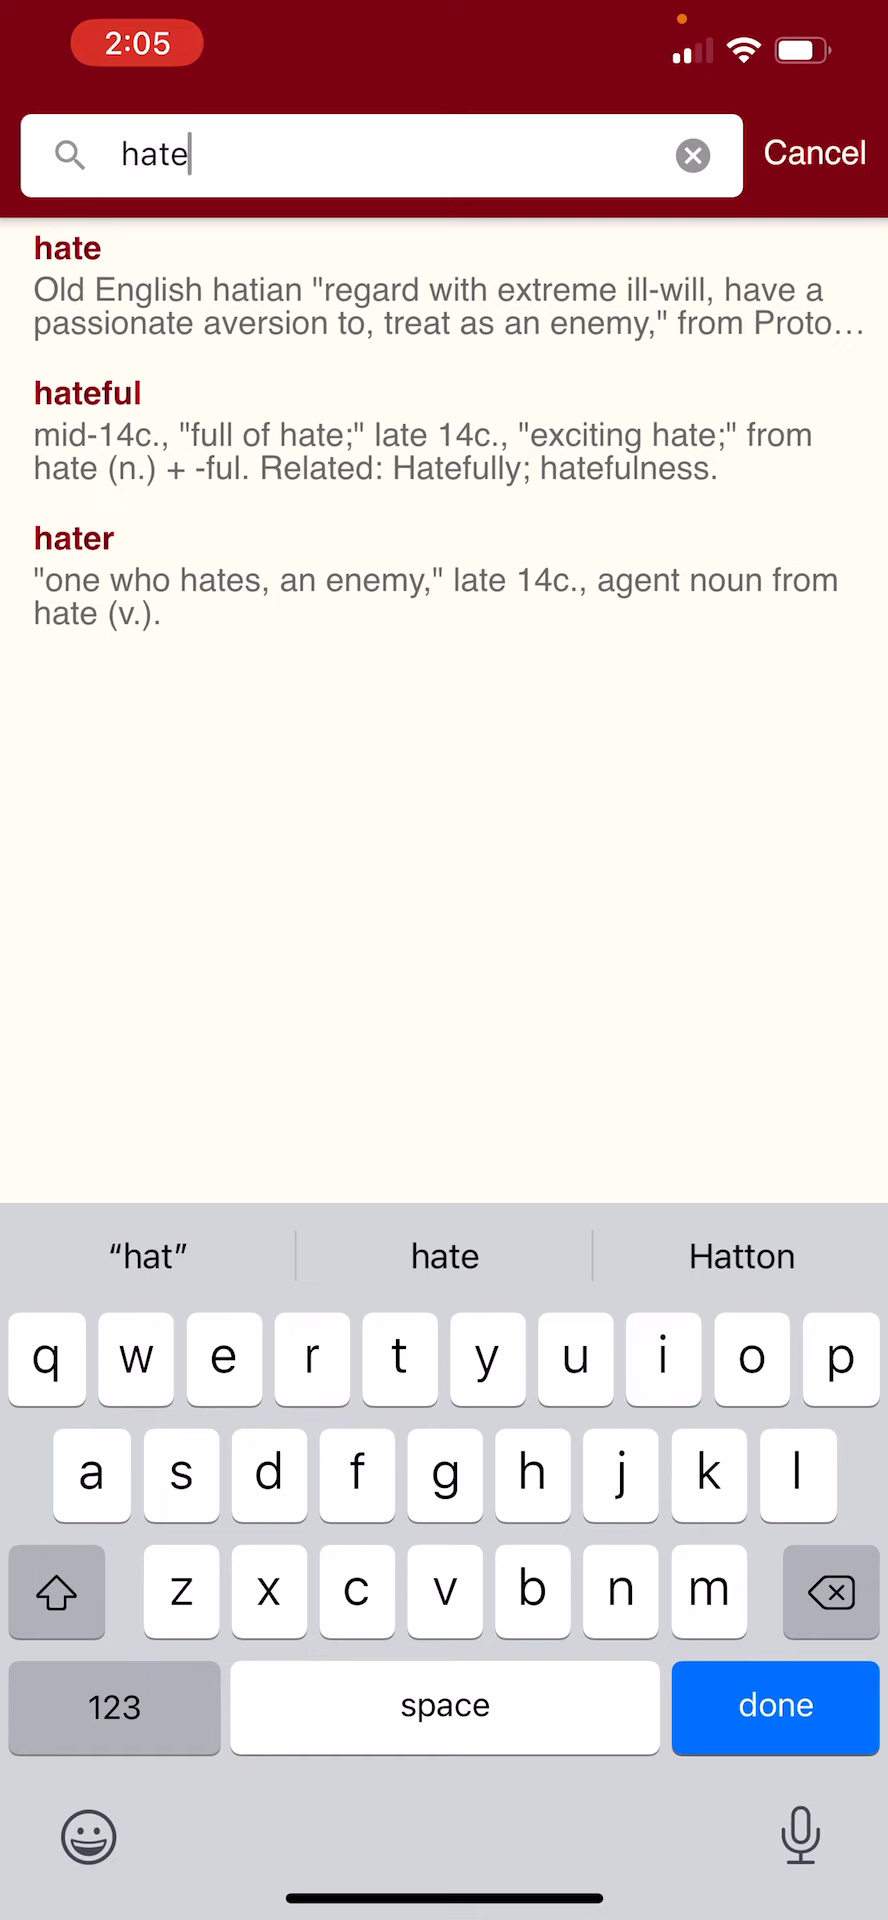 2:05
hate
Cancel
hate
Old English hatian "regard with extreme ill-will, have a
passionate aversion to, treat as an enemy," from Proto...
hateful
mid-14c., "full of hate;" late 14c., "exciting hate;" from
hate (n.) + -ful. Related: Hatefully; hatefulness.
hater
"one who hates, an enemy," late 14c., agent noun from
hate (v.).
“hat” hate Hatton
q w e r t y u i o p
a s d f g h j k l
z x c v b n m
123 space done